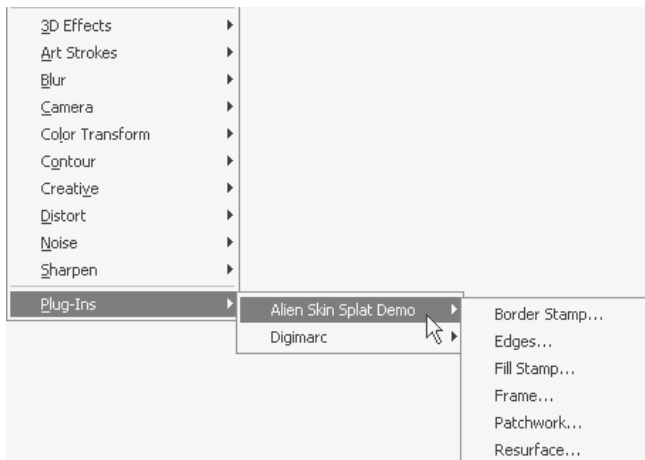 3D Effects
Art Strokes
Blur
Camera
Color Transform
Contour
Creative
Distort
Noise
Sharpen
Plug-Ins
Alien Skin Splat Demo
Digimarc
Border Stamp...
Edges...
Fill Stamp...
Frame...
Patchwork...
Resurface...